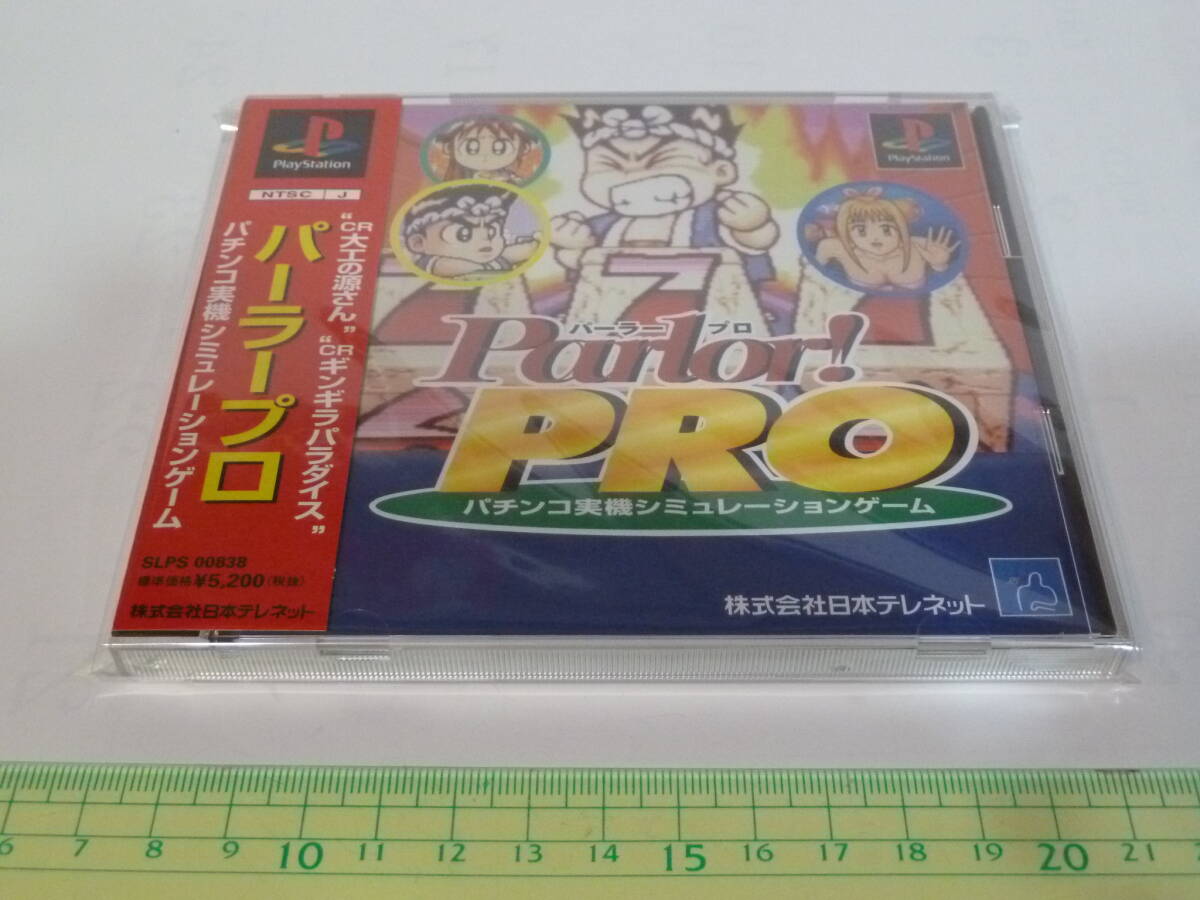 PlayStation
NTSC J
“CR大工の源さん” “CRギンギラパラダイス”
パーラープロ
パチンコ実機シミュレーションゲーム
SLPS 00838
標準価格¥5,200(税抜)
株式会社日本テレネット
PlayStation
7
パーラー プロ
Parlor!
PRO
パチンコ実機シミュレーションゲーム
株式会社日本テレネット
6 7 8 9 10 11 12 13 14 15 16 17 18 19 20 21